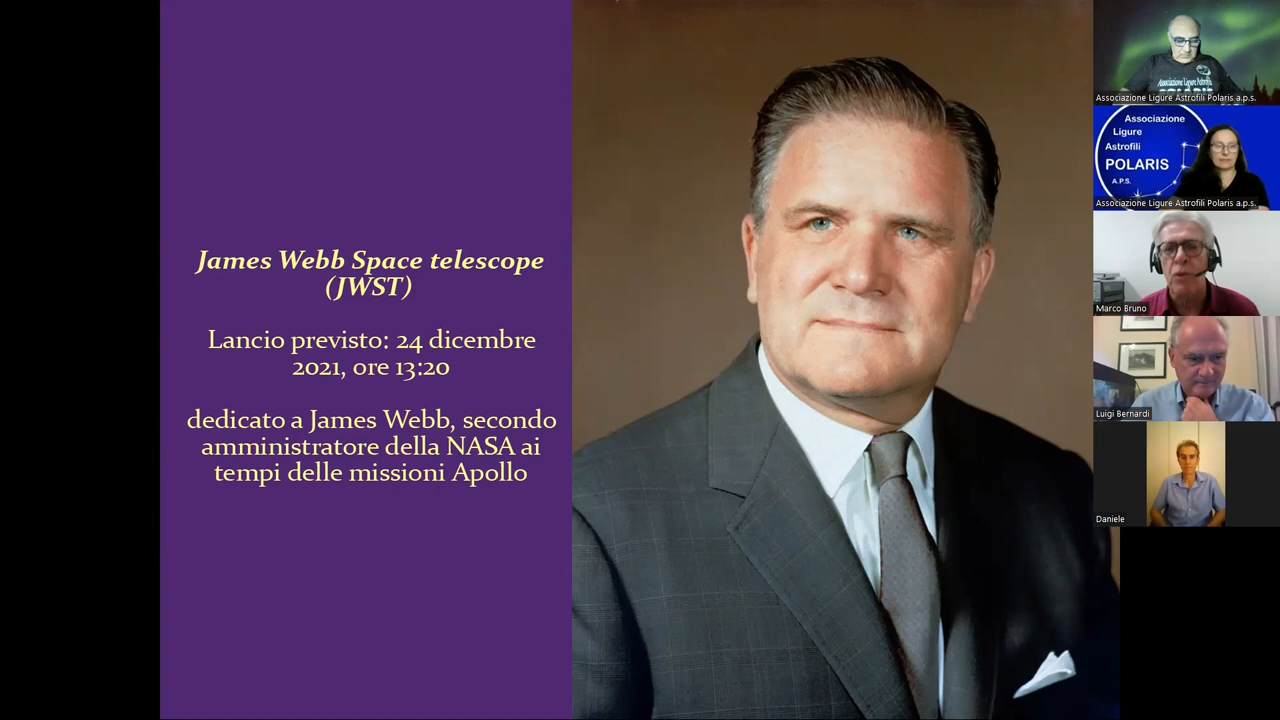 James Webb Space telescope
(JWST)
Lancio previsto: 24 dicembre
2021, ore 13:20
dedicato a James Webb, secondo
amministratore della NASA ai
tempi delle missioni Apollo
Associazione Ligure Astrofili Polaris a.p.s.
Associazione
Ligure
Astrofili
POLARIS
A.P.S.
Associazione Ligure Astrofili Polaris a.p.s.
Marco Bruno
Luigi Bernardi
Daniele